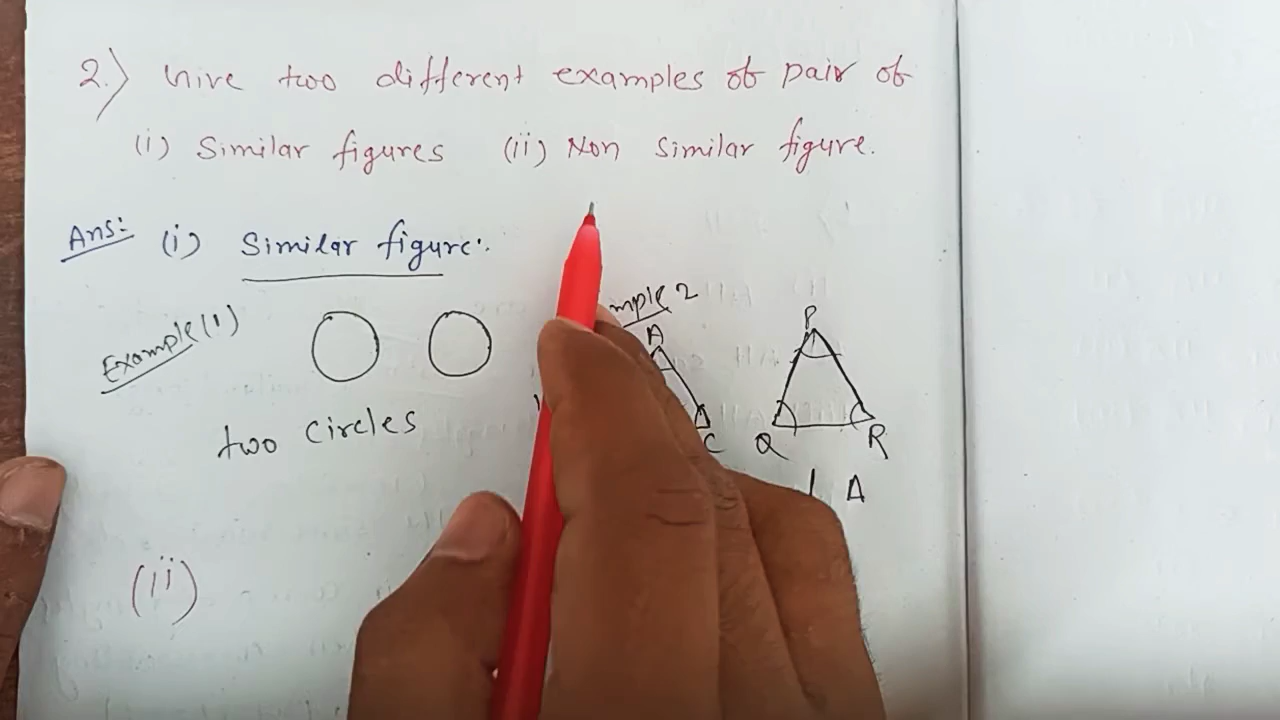 2.) Give two different examples of pair of
(i) Similar figures (ii) Non similar figure.
Ans: (i) Similar figure:
Example (1)
mple 2
A
P
C
Q
R
two circles
Δ
(ii)